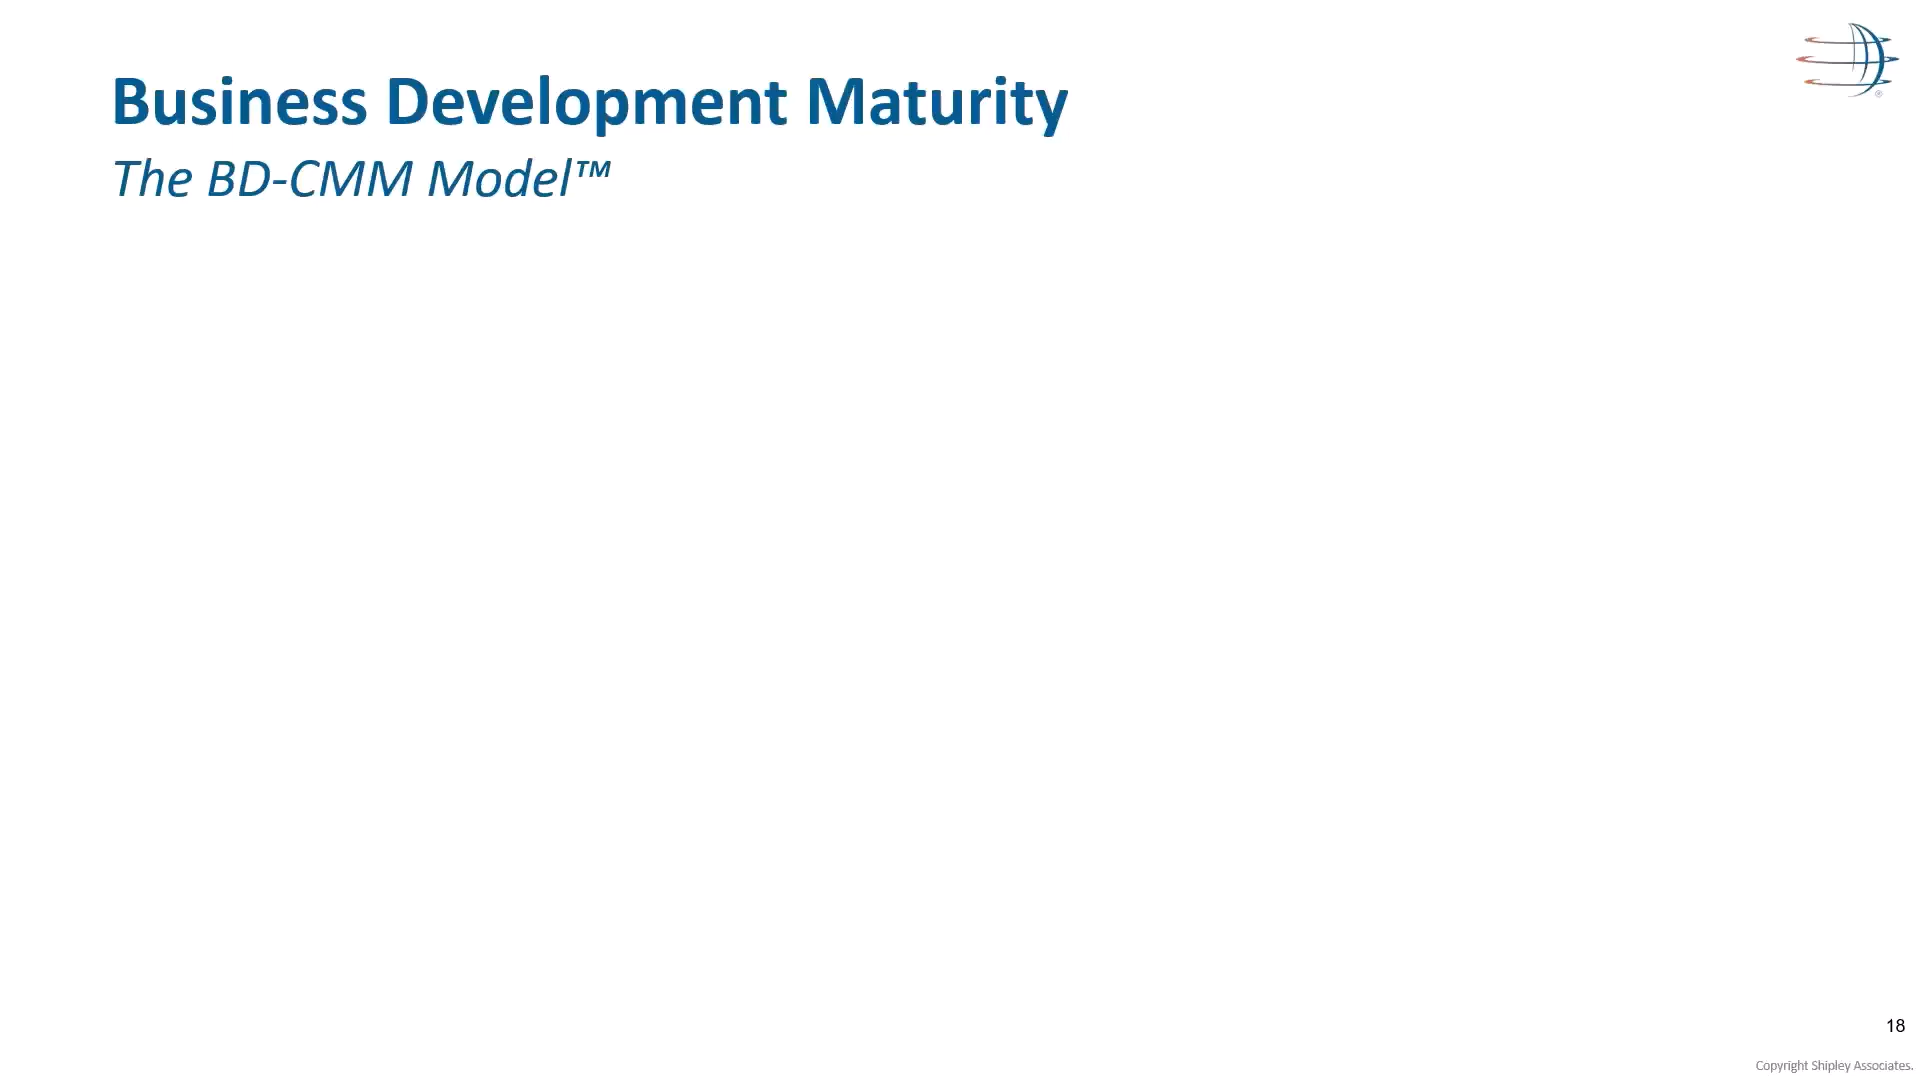 Business Development Maturity
The BD-CMM Model™
®
18
Copyright Shipley Associates.